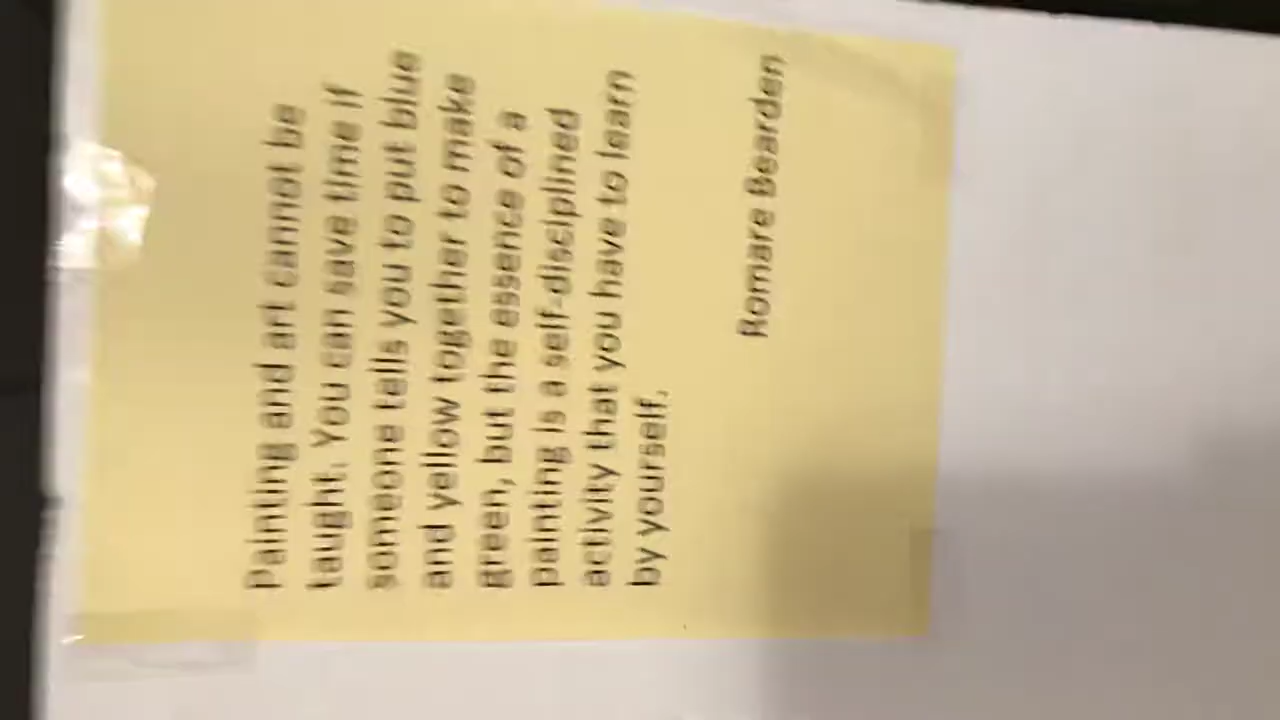 Painting and art cannot be
taught. You can save time if
someone tells you to put blue
and yellow together to make
green, but the essence of a
painting is a self-disciplined
activity that you have to learn
by yourself.
Romare Bearden